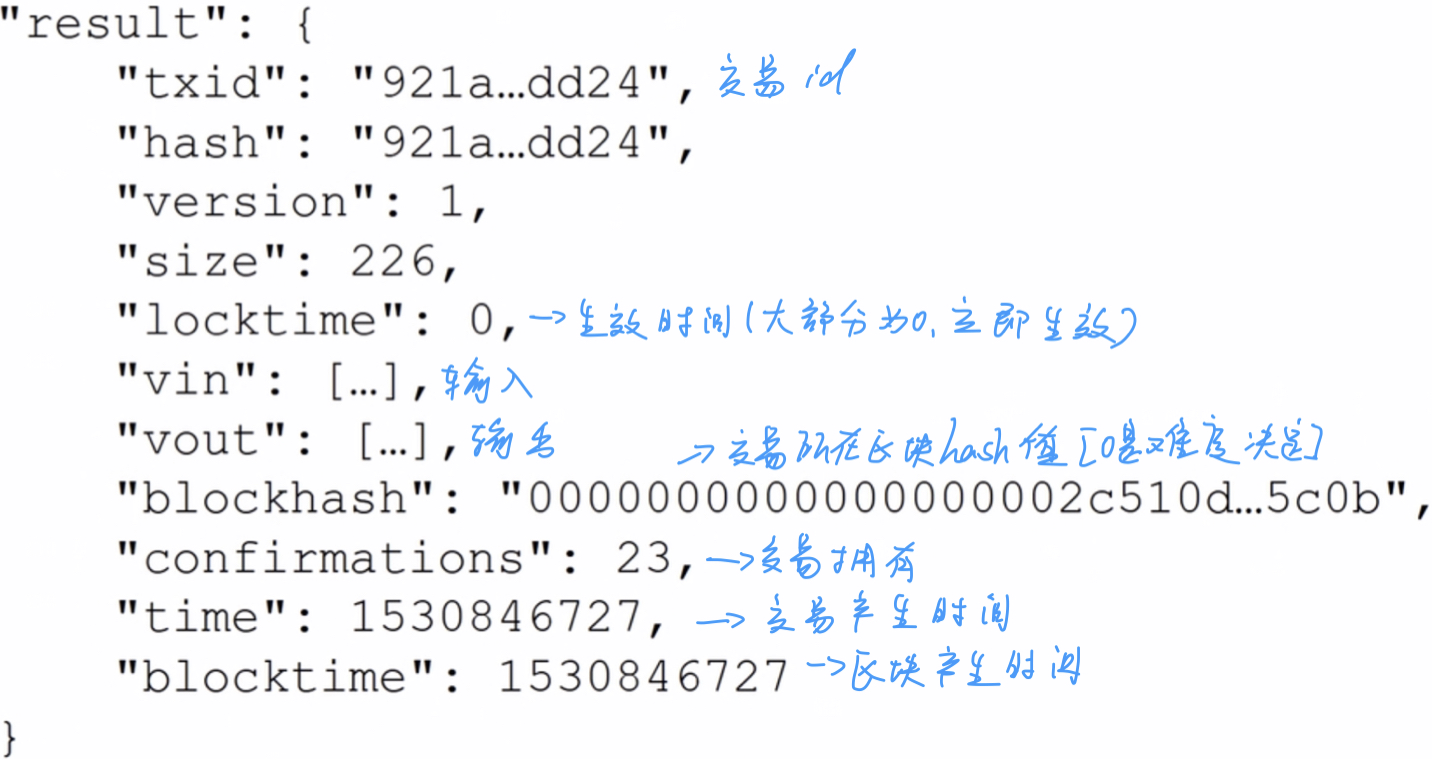 "result": {
"txid": "921a…dd24", 交易id
"hash": "921a…dd24",
"version": 1,
"size": 226,
"locktime": 0, →生效时间(大部分为0,立即生效)
"vin": […], 输入
"vout": […], 输出 →交易所在区块hash值[0是难度决定]
"blockhash": "0000000000000000002c510d…5c0b",
"confirmations": 23, →交易拥有
"time": 1530846727, →交易产生时间
"blocktime": 1530846727 →区块产生时间
}